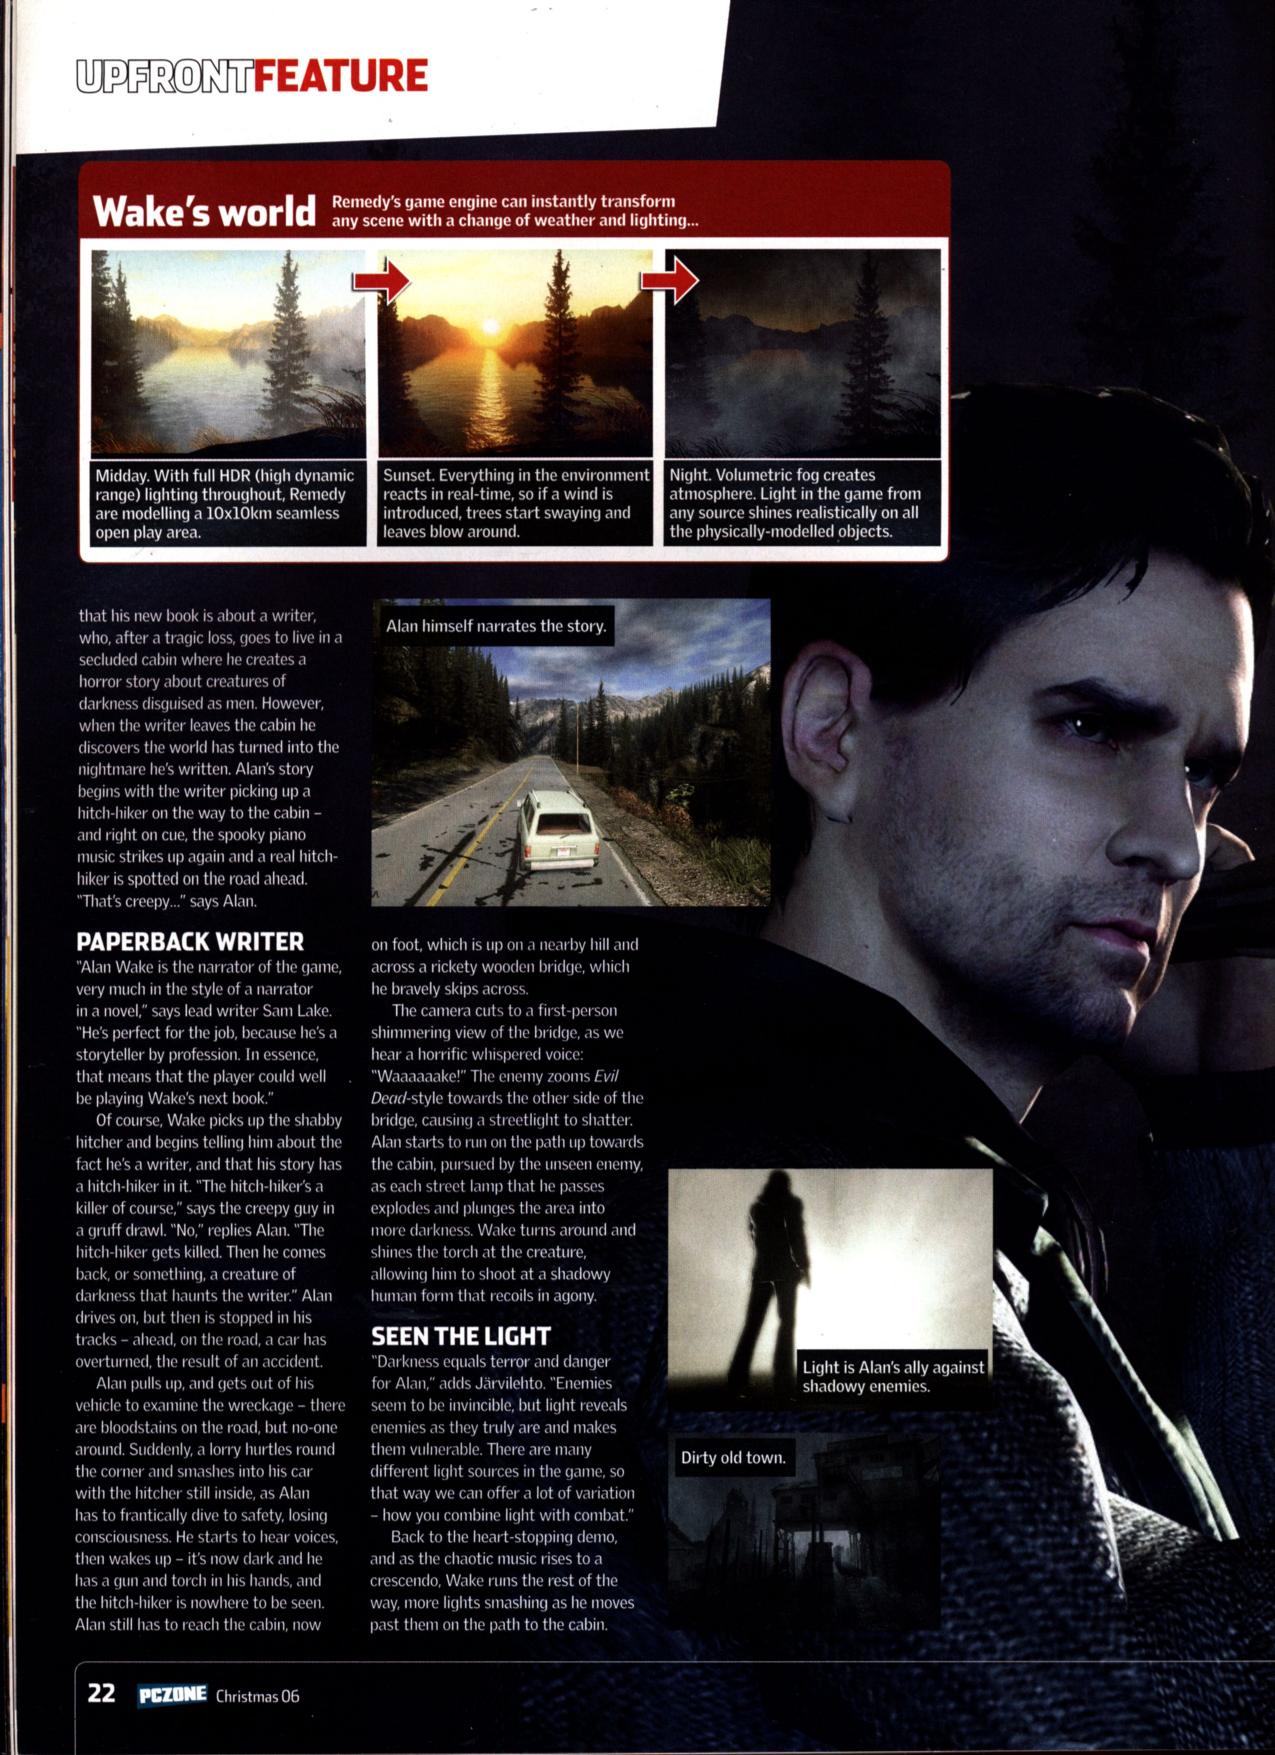 UPFRONTFEATURE
Wake's world
Remedy's game engine can instantly transform
any scene with a change of weather and lighting...
Midday. With full HDR (high dynamic
range) lighting throughout, Remedy
are modelling a 10x10km seamless
open play area.
Sunset. Everything in the environment
reacts in real-time, so if a wind is
introduced, trees start swaying and
leaves blow around.
Night. Volumetric fog creates
atmosphere. Light in the game from
any source shines realistically on all
the physically-modelled objects.
that his new book is about a writer,
who, after a tragic loss, goes to live in a
secluded cabin where he creates a
horror story about creatures of
darkness disguised as men. However,
when the writer leaves the cabin he
discovers the world has turned into the
nightmare he's written. Alan's story
begins with the writer picking up a
hitch-hiker on the way to the cabin –
and right on cue, the spooky piano
music strikes up again and a real hitch-
hiker is spotted on the road ahead.
"That's creepy..." says Alan.
PAPERBACK WRITER
"Alan Wake is the narrator of the game,
very much in the style of a narrator
in a novel," says lead writer Sam Lake.
"He's perfect for the job, because he's a
storyteller by profession. In essence,
that means that the player could well
be playing Wake's next book."
Of course, Wake picks up the shabby
hitcher and begins telling him about the
fact he's a writer, and that his story has
a hitch-hiker in it. "The hitch-hiker's a
killer of course," says the creepy guy in
a gruff drawl. "No," replies Alan. "The
hitch-hiker gets killed. Then he comes
back, or something, a creature of
darkness that haunts the writer." Alan
drives on, but then is stopped in his
tracks – ahead, on the road, a car has
overturned, the result of an accident.
Alan pulls up, and gets out of his
vehicle to examine the wreckage – there
are bloodstains on the road, but no-one
around. Suddenly, a lorry hurtles round
the corner and smashes into his car
with the hitcher still inside, as Alan
has to frantically dive to safety, losing
consciousness. He starts to hear voices,
then wakes up – it's now dark and he
has a gun and torch in his hands, and
the hitch-hiker is nowhere to be seen.
Alan still has to reach the cabin, now
Alan himself narrates the story.
on foot, which is up on a nearby hill and
across a rickety wooden bridge, which
he bravely skips across.
The camera cuts to a first-person
shimmering view of the bridge, as we
hear a horrific whispered voice:
"Waaaaaake!" The enemy zooms Evil
Dead-style towards the other side of the
bridge, causing a streetlight to shatter.
Alan starts to run on the path up towards
the cabin, pursued by the unseen enemy,
as each street lamp that he passes
explodes and plunges the area into
more darkness. Wake turns around and
shines the torch at the creature,
allowing him to shoot at a shadowy
human form that recoils in agony.
SEEN THE LIGHT
"Darkness equals terror and danger
for Alan," adds Järvilehto. "Enemies
seem to be invincible, but light reveals
enemies as they truly are and makes
them vulnerable. There are many
different light sources in the game, so
that way we can offer a lot of variation
– how you combine light with combat."
Back to the heart-stopping demo,
and as the chaotic music rises to a
crescendo, Wake runs the rest of the
way, more lights smashing as he moves
past them on the path to the cabin.
Light is Alan's ally against
shadowy enemies.
Dirty old town.
22 PCZONE Christmas 06